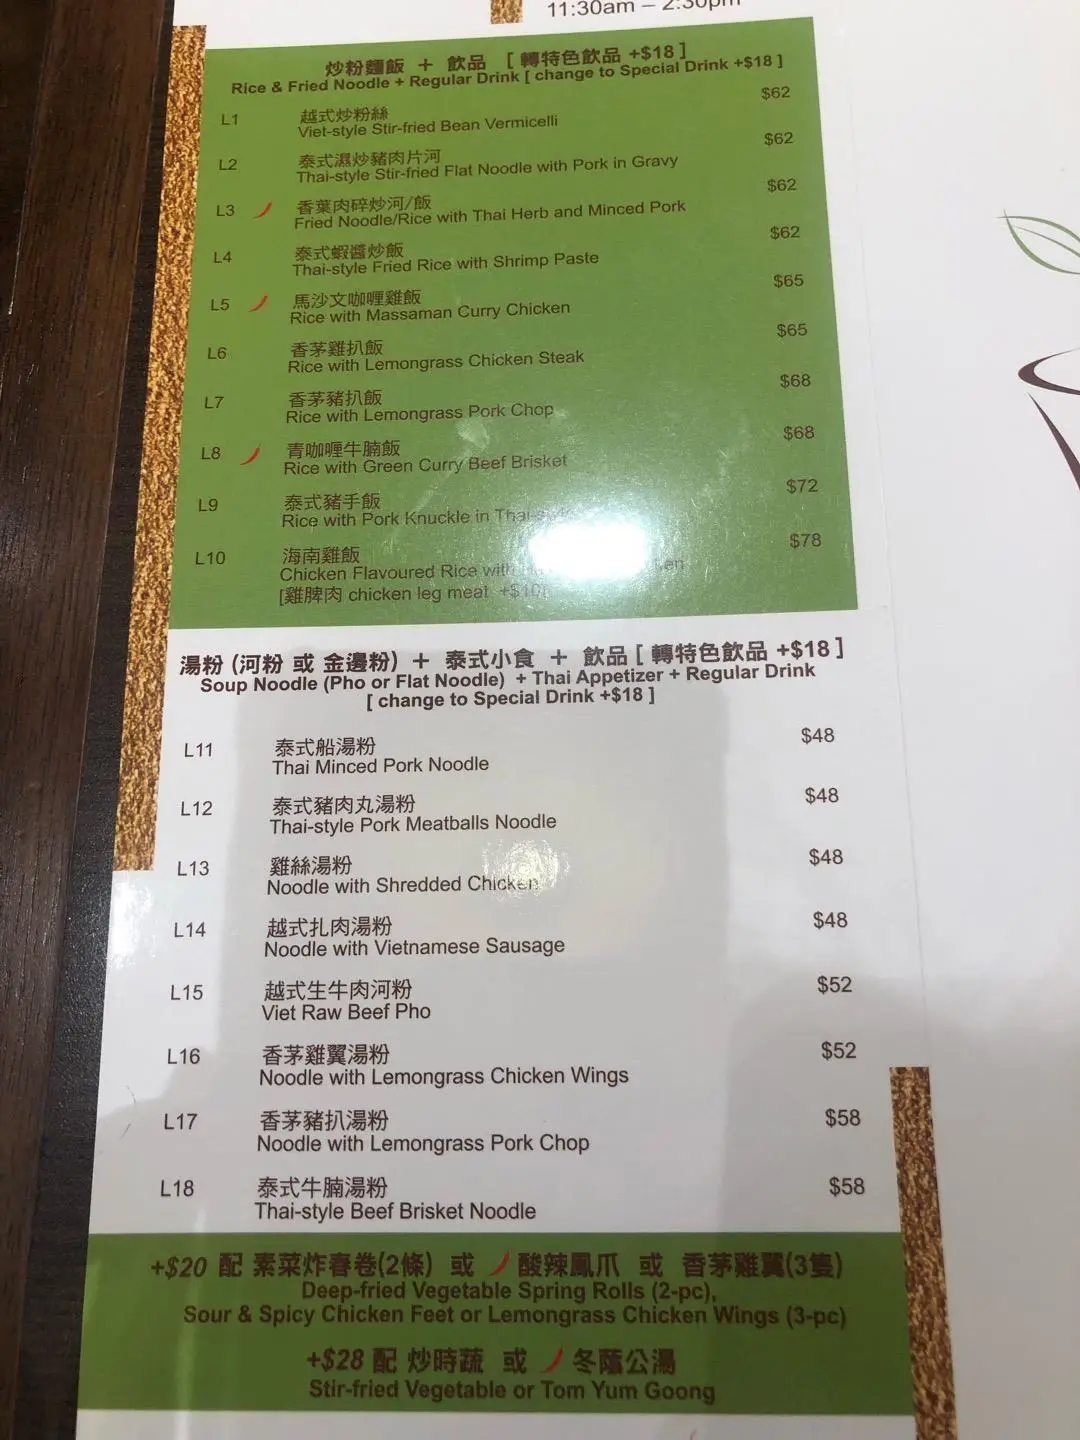 11:30am – 2:30pm
炒粉麵飯 + 飲品 [ 轉特色飲品 +$18 ]
Rice & Fried Noodle + Regular Drink [ change to Special Drink +$18 ]
L1 越式炒粉絲 $62
Viet-style Stir-fried Bean Vermicelli
L2 泰式濕炒豬肉片河 $62
Thai-style Stir-fried Flat Noodle with Pork in Gravy
L3 香葉肉碎炒河/飯 $62
Fried Noodle/Rice with Thai Herb and Minced Pork
L4 泰式蝦醬炒飯 $62
Thai-style Fried Rice with Shrimp Paste
L5 馬沙文咖喱雞飯 $65
Rice with Massaman Curry Chicken
L6 香茅雞扒飯 $65
Rice with Lemongrass Chicken Steak
L7 香茅豬扒飯 $68
Rice with Lemongrass Pork Chop
L8 青咖喱牛腩飯 $68
Rice with Green Curry Beef Brisket
L9 泰式豬手飯 $72
Rice with Pork Knuckle in
L10 海南雞飯 $78
Chicken Flavoured Rice with
[雞脾肉 chicken leg meat +$10]
湯粉 (河粉 或 金邊粉) + 泰式小食 + 飲品 [ 轉特色飲品 +$18 ]
Soup Noodle (Pho or Flat Noodle) + Thai Appetizer + Regular Drink
[ change to Special Drink +$18 ]
L11 泰式船湯粉 $48
Thai Minced Pork Noodle
L12 泰式豬肉丸湯粉 $48
Thai-style Pork Meatballs Noodle
L13 雞絲湯粉 $48
Noodle with Shredded Chicken
L14 越式扎肉湯粉 $48
Noodle with Vietnamese Sausage
L15 越式生牛肉河粉 $52
Viet Raw Beef Pho
L16 香茅雞翼湯粉 $52
Noodle with Lemongrass Chicken Wings
L17 香茅豬扒湯粉 $58
Noodle with Lemongrass Pork Chop
L18 泰式牛腩湯粉 $58
Thai-style Beef Brisket Noodle
+$20 配 素菜炸春卷(2條) 或 酸辣鳳爪 或 香茅雞翼(3隻)
Deep-fried Vegetable Spring Rolls (2-pc),
Sour & Spicy Chicken Feet or Lemongrass Chicken Wings (3-pc)
+$28 配 炒時蔬 或 冬蔭公湯
Stir-fried Vegetable or Tom Yum Goong